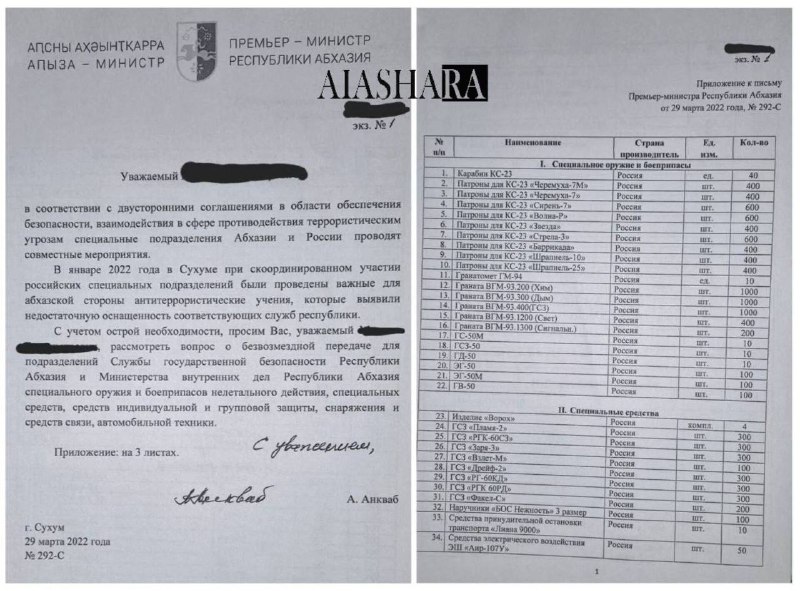 АԤСНЫ АҲӘЫНҬҚАРРА
АԤЫЗА – МИНИСТР
ПРЕМЬЕР – МИНИСТР
РЕСПУБЛИКИ АБХАЗИЯ
AIASHARA
экз. № 1
Уважаемый
в соответствии с двусторонними соглашениями в области обеспечения
безопасности, взаимодействия в сфере противодействия террористическим
угрозам специальные подразделения Абхазии и России проводят
совместные мероприятия.
В январе 2022 года в Сухуме при скоординированном участии
российских специальных подразделений были проведены важные для
абхазской стороны антитеррористические учения, которые выявили
недостаточную оснащенность соответствующих служб республики.
С учетом острой необходимости, просим Вас, уважаемый
, рассмотреть вопрос о безвозмездной передаче для
подразделений Службы государственной безопасности Республики
Абхазия и Министерства внутренних дел Республики Абхазия
специального оружия и боеприпасов нелетального действия, специальных
средств, средств индивидуальной и групповой защиты, снаряжения и
средств связи, автомобильной техники.
Приложение: на 3 листах.
С уважением,
Анкваб
А. Анкваб
г. Сухум
29 марта 2022 года
№ 292-С
экз. № 1
Приложение к письму
Премьер-министра Республики Абхазия
от 29 марта 2022 года, № 292-С
№ п/п Наименование Страна производитель Ед. изм. Кол-во
I. Специальное оружие и боеприпасы
1. Карабин КС-23 Россия ед. 40
2. Патроны для КС-23 «Черемуха-7М» Россия шт. 400
3. Патроны для КС-23 «Черемуха-7» Россия шт. 400
4. Патроны для КС-23 «Сирень-7» Россия шт. 600
5. Патроны для КС-23 «Волна-Р» Россия шт. 600
6. Патроны для КС-23 «Звезда» Россия шт. 400
7. Патроны для КС-23 «Стрела-3» Россия шт. 400
8. Патроны для КС-23 «Баррикада» Россия шт. 400
9. Патроны для КС-23 «Шрапнель-10» Россия шт. 400
10. Патроны для КС-23 «Шрапнель-25» Россия шт. 400
11. Гранатомет ГМ-94 Россия ед. 10
12. Граната ВГМ-93.200 (Хим) Россия шт. 1000
13. Граната ВГМ-93.300 (Дым) Россия шт. 1000
14. Граната ВГМ-93.400(ГСЗ) Россия шт. 1000
15. Граната ВГМ-93.1200 (Свет) Россия шт. 400
16. Граната ВГМ-93.1300 (Сигнальн.) Россия шт. 200
17. ГС-50М Россия шт. 10
18. ГСЗ-50 Россия шт. 10
19. ГД-50 Россия шт. 10
20. ЭГ-50 Россия шт. 100
21. ЭГ-50М Россия шт. 100
22. ГВ-50 Россия шт. 100
II. Специальные средства
23. Изделие «Ворох» Россия компл. 4
24. ГСЗ «Пламя-2» Россия шт. 300
25. ГСЗ «РГК-60СЗ» Россия шт. 300
26. ГСЗ «Заря-3» Россия шт. 300
27. ГСЗ «Взлет-М» Россия шт. 300
28. ГСЗ «Дрейф-2» Россия шт. 100
29. ГСЗ «РГ-60КД» Россия шт. 300
30. ГСЗ «РГК 60РД» Россия шт. 300
31. ГСЗ «Факел-С» Россия шт. 300
32. Наручники «БОС Нежность» 3 размер Россия шт. 200
33. Средства принудительной остановки Россия шт. 100
транспорта «Лиана 9000» 10
34. Средства электрического воздействия Россия шт. 50
ЭШ «Аир-107У»
1